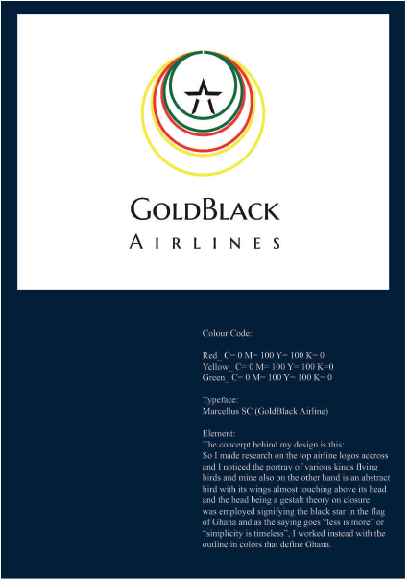 GOLDBLACK
AIRLINES
Colour Code:
Red_ C= 0 M= 100 Y= 100 K= 0
Yellow_ C= 0 M= 100 Y= 100 K=0
Green_ C= 0 M= 100 Y= 100 K= 0
Typeface:
Marcellus SC (GoldBlack Airline)
Element:
The concerpt behind my design is this:
So I made research on the top airline logos accross
and I noticed the portray of various kinds flying
birds and mine also on the other hand is an abstract
bird with its wings almost touching above its head
and the head being a gestalt theory on closure
was employed signifying the black star in the flag
of Ghana and as the saying goes "less is more" or
"simplicity is timeless", I worked instead with the
outline in colors that define Ghana.